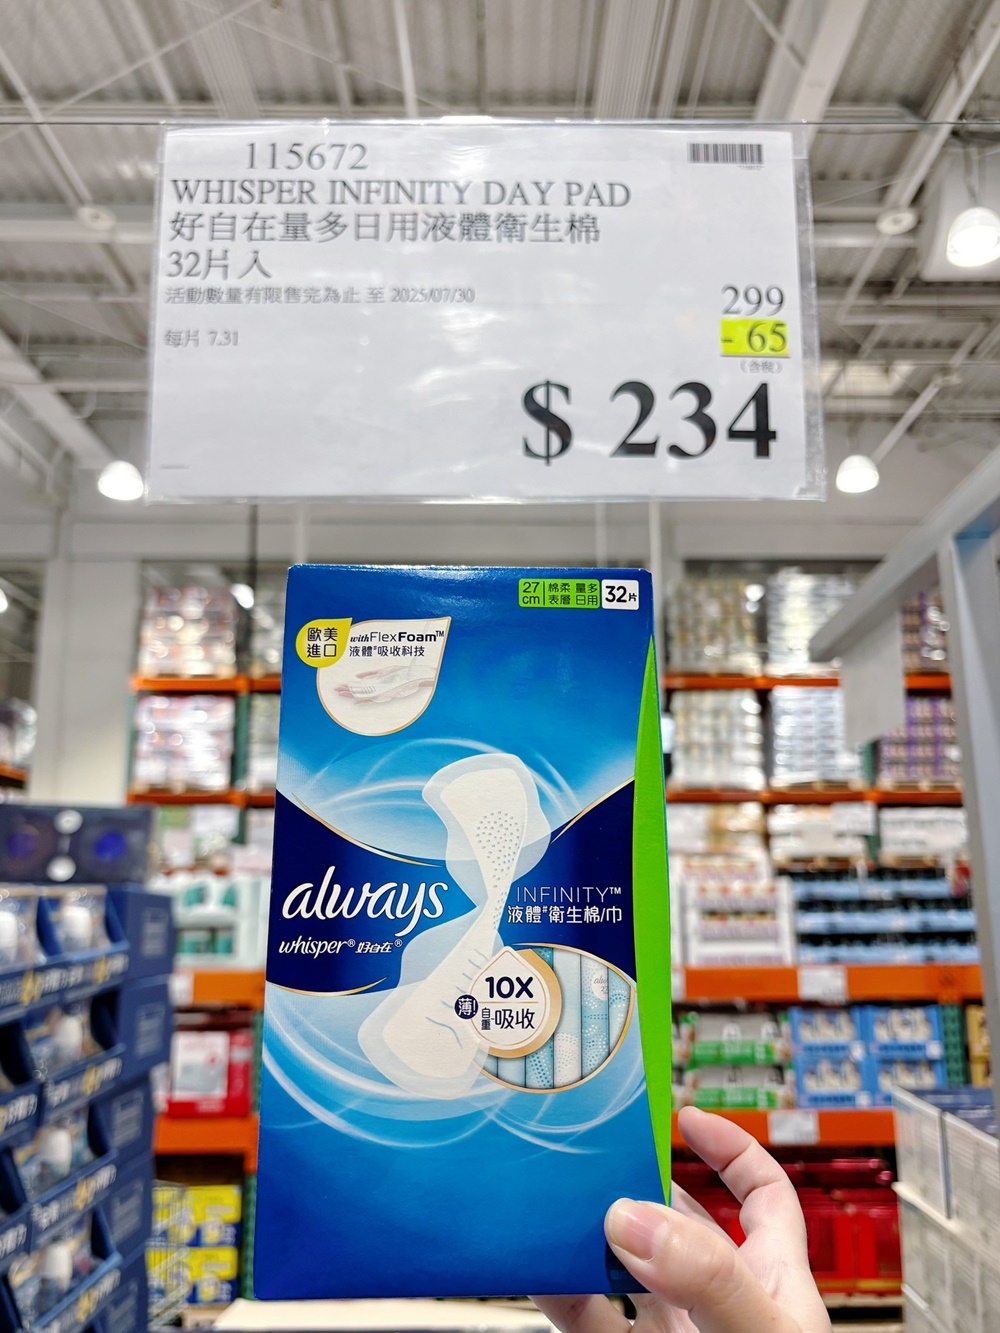 115672
WHISPER INFINITY DAY PAD
好自在量多日用液體衛生棉
32片入
活動數量有限售完為止 至 2025/07/30
每片 7.31
299
- 65
(含稅)
$ 234
27 cm
棉柔表層
量多日用
32片
歐美進口
with FlexFoam™
液體#吸收科技
always
whisper® 好自在®
INFINITY™
液體#衛生棉/巾
薄!
10X
自重
吸收